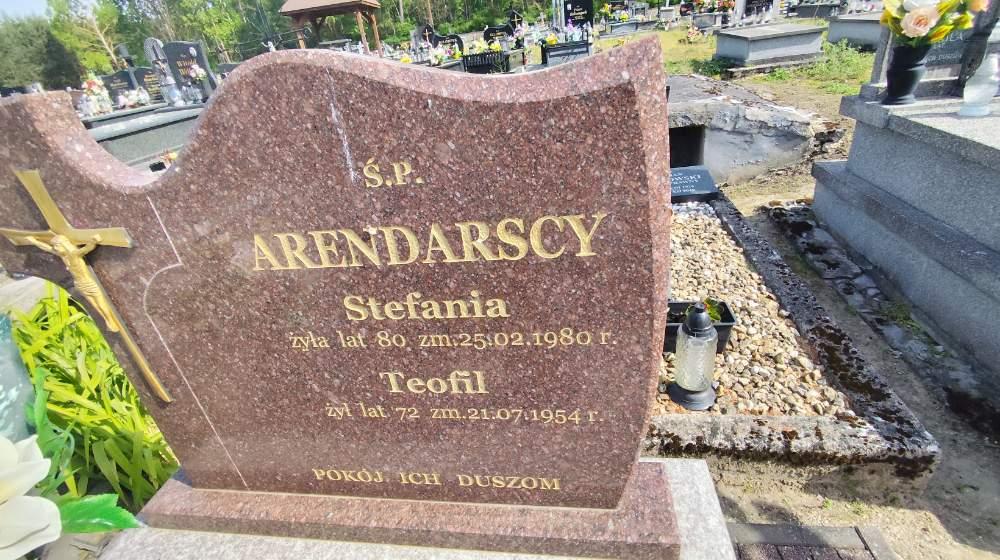 Ś.P.
ARENDARSCY
Stefania
żyła lat 80 zm.25.02.1980 r.
Teofil
żył lat 72 zm.21.07.1954 r.
POKÓJ ICH DUSZOM